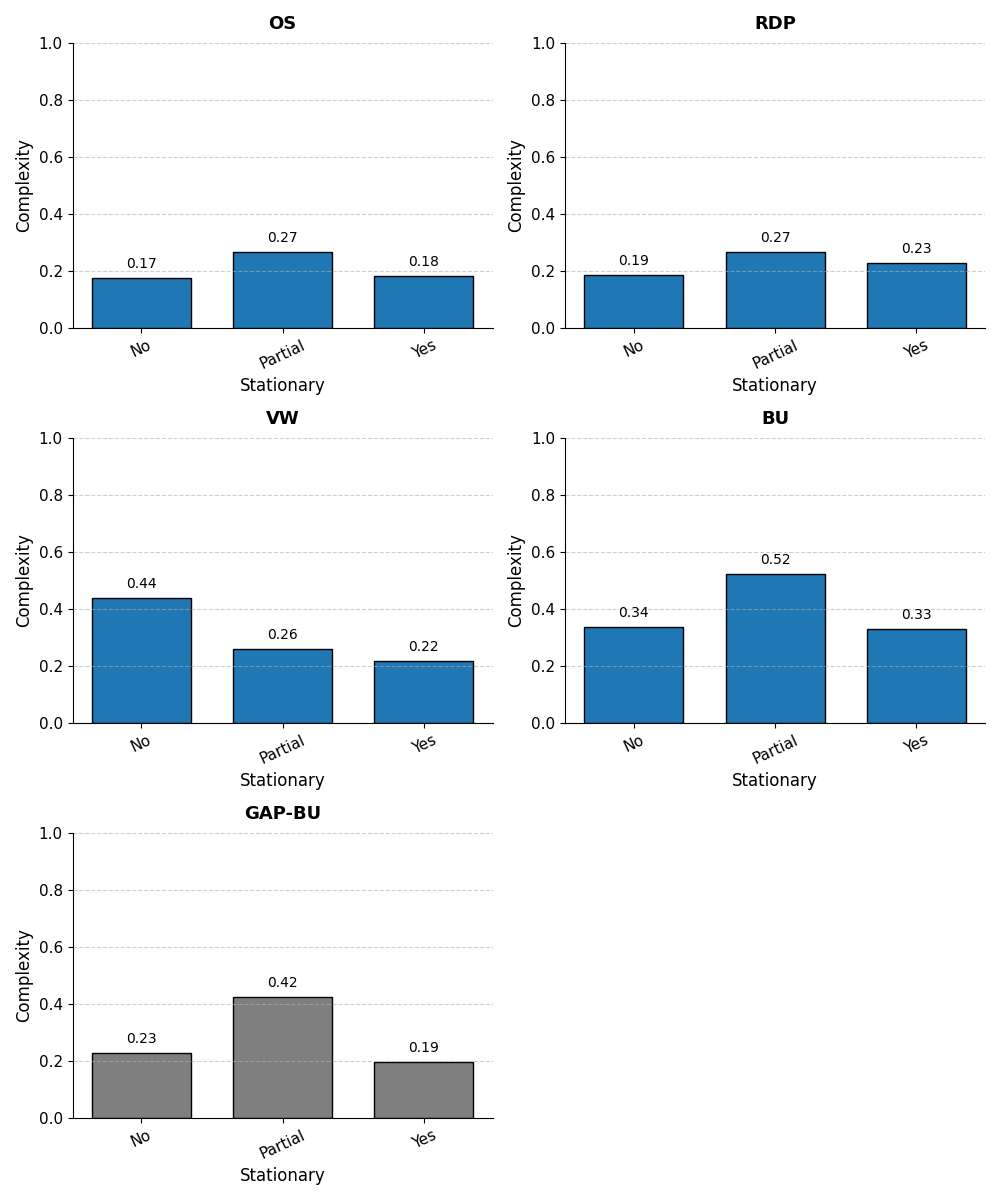 OS
1.0
0.8
0.6
0.4
0.2
0.0
Complexity
0.17
0.27
0.18
No
Partial
Yes
Stationary
RDP
1.0
0.8
0.6
0.4
0.2
0.0
Complexity
0.19
0.27
0.23
No
Partial
Yes
Stationary
VW
1.0
0.8
0.6
0.4
0.2
0.0
Complexity
0.44
0.26
0.22
No
Partial
Yes
Stationary
BU
1.0
0.8
0.6
0.4
0.2
0.0
Complexity
0.34
0.52
0.33
No
Partial
Yes
Stationary
GAP-BU
1.0
0.8
0.6
0.4
0.2
0.0
Complexity
0.23
0.42
0.19
No
Partial
Yes
Stationary